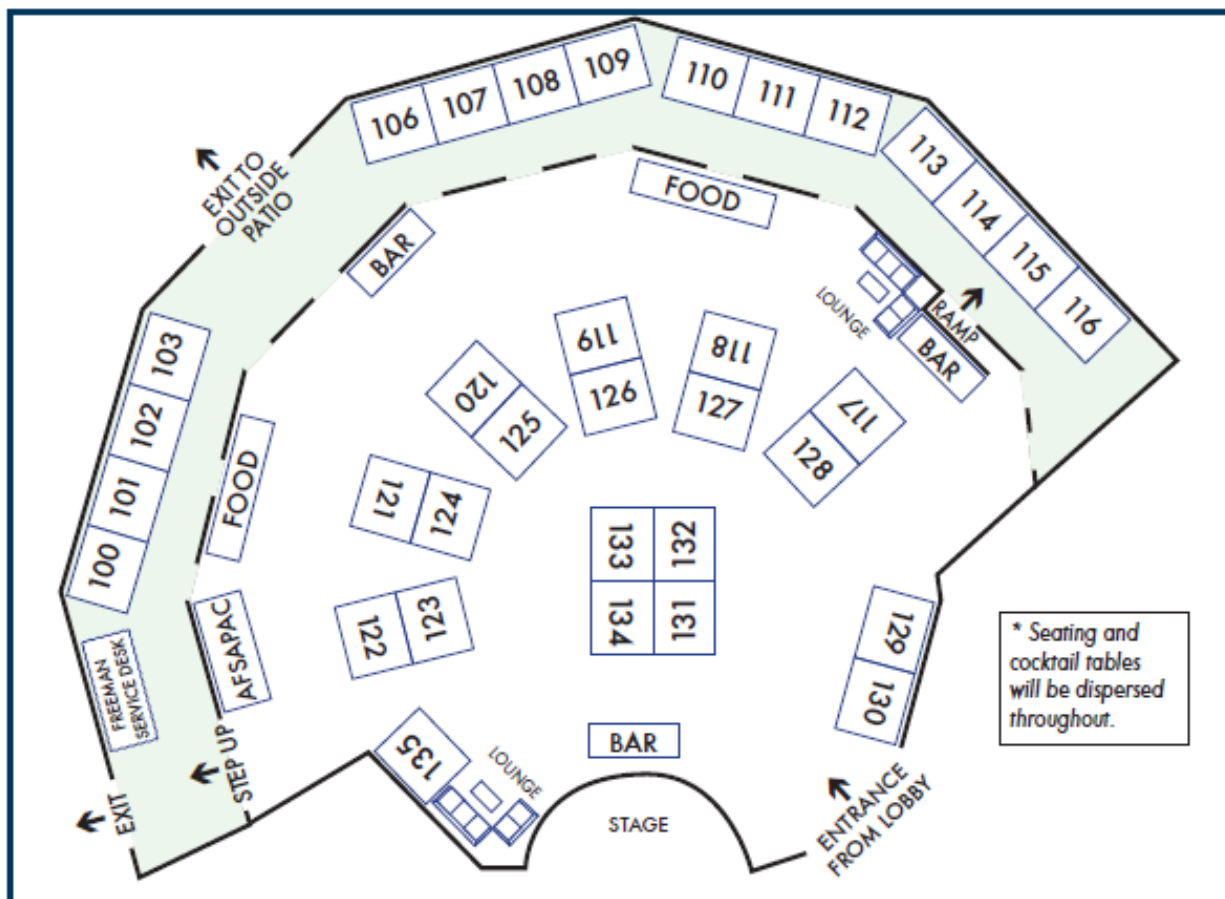 109
108
107
106
110
111
112
113
114
115
116
EXIT TO
OUTSIDE
PATIO
FOOD
BAR
LOUNGE
RAMP
BAR
103
102
101
100
FOOD
119
126
118
127
120
125
117
128
121
124
133
132
134
131
122
123
129
130
AFSAPAC
FREEMAN
SERVICE DESK
* Seating and
cocktail tables
will be dispersed
throughout.
STEP UP
EXIT
135
LOUNGE
BAR
STAGE
ENTRANCE
FROM LOBBY